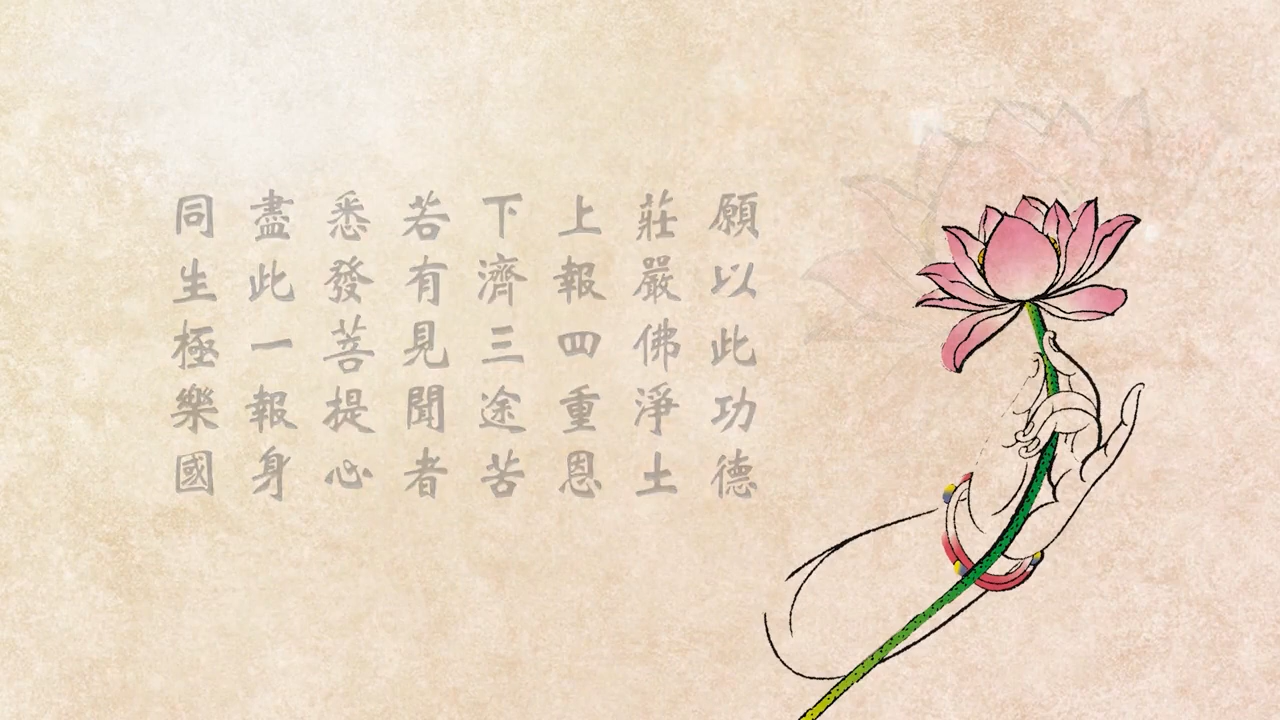 願以此功德
莊嚴佛淨土
上報四重恩
下濟三途苦
若有見聞者
悉發菩提心
盡此一報身
同生極樂國